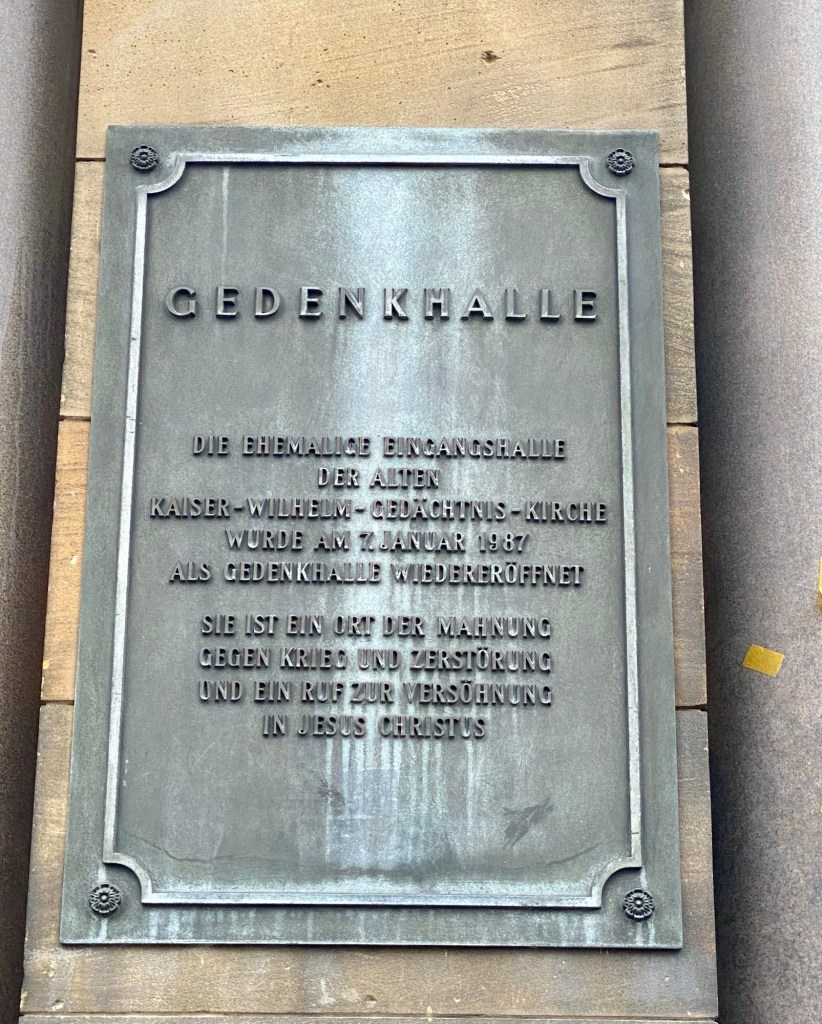 GEDENKHALLE
DIE EHEMALIGE EINGANGSHALLE
DER ALTEN
KAISER-WILHELM-GEDÄCHTNIS-KIRCHE
WURDE AM 7. JANUAR 1987
ALS GEDENKHALLE WIEDERERÖFFNET
SIE IST EIN ORT DER MAHNUNG
GEGEN KRIEG UND ZERSTÖRUNG
UND EIN RUF ZUR VERSÖHNUNG
IN JESUS CHRISTUS